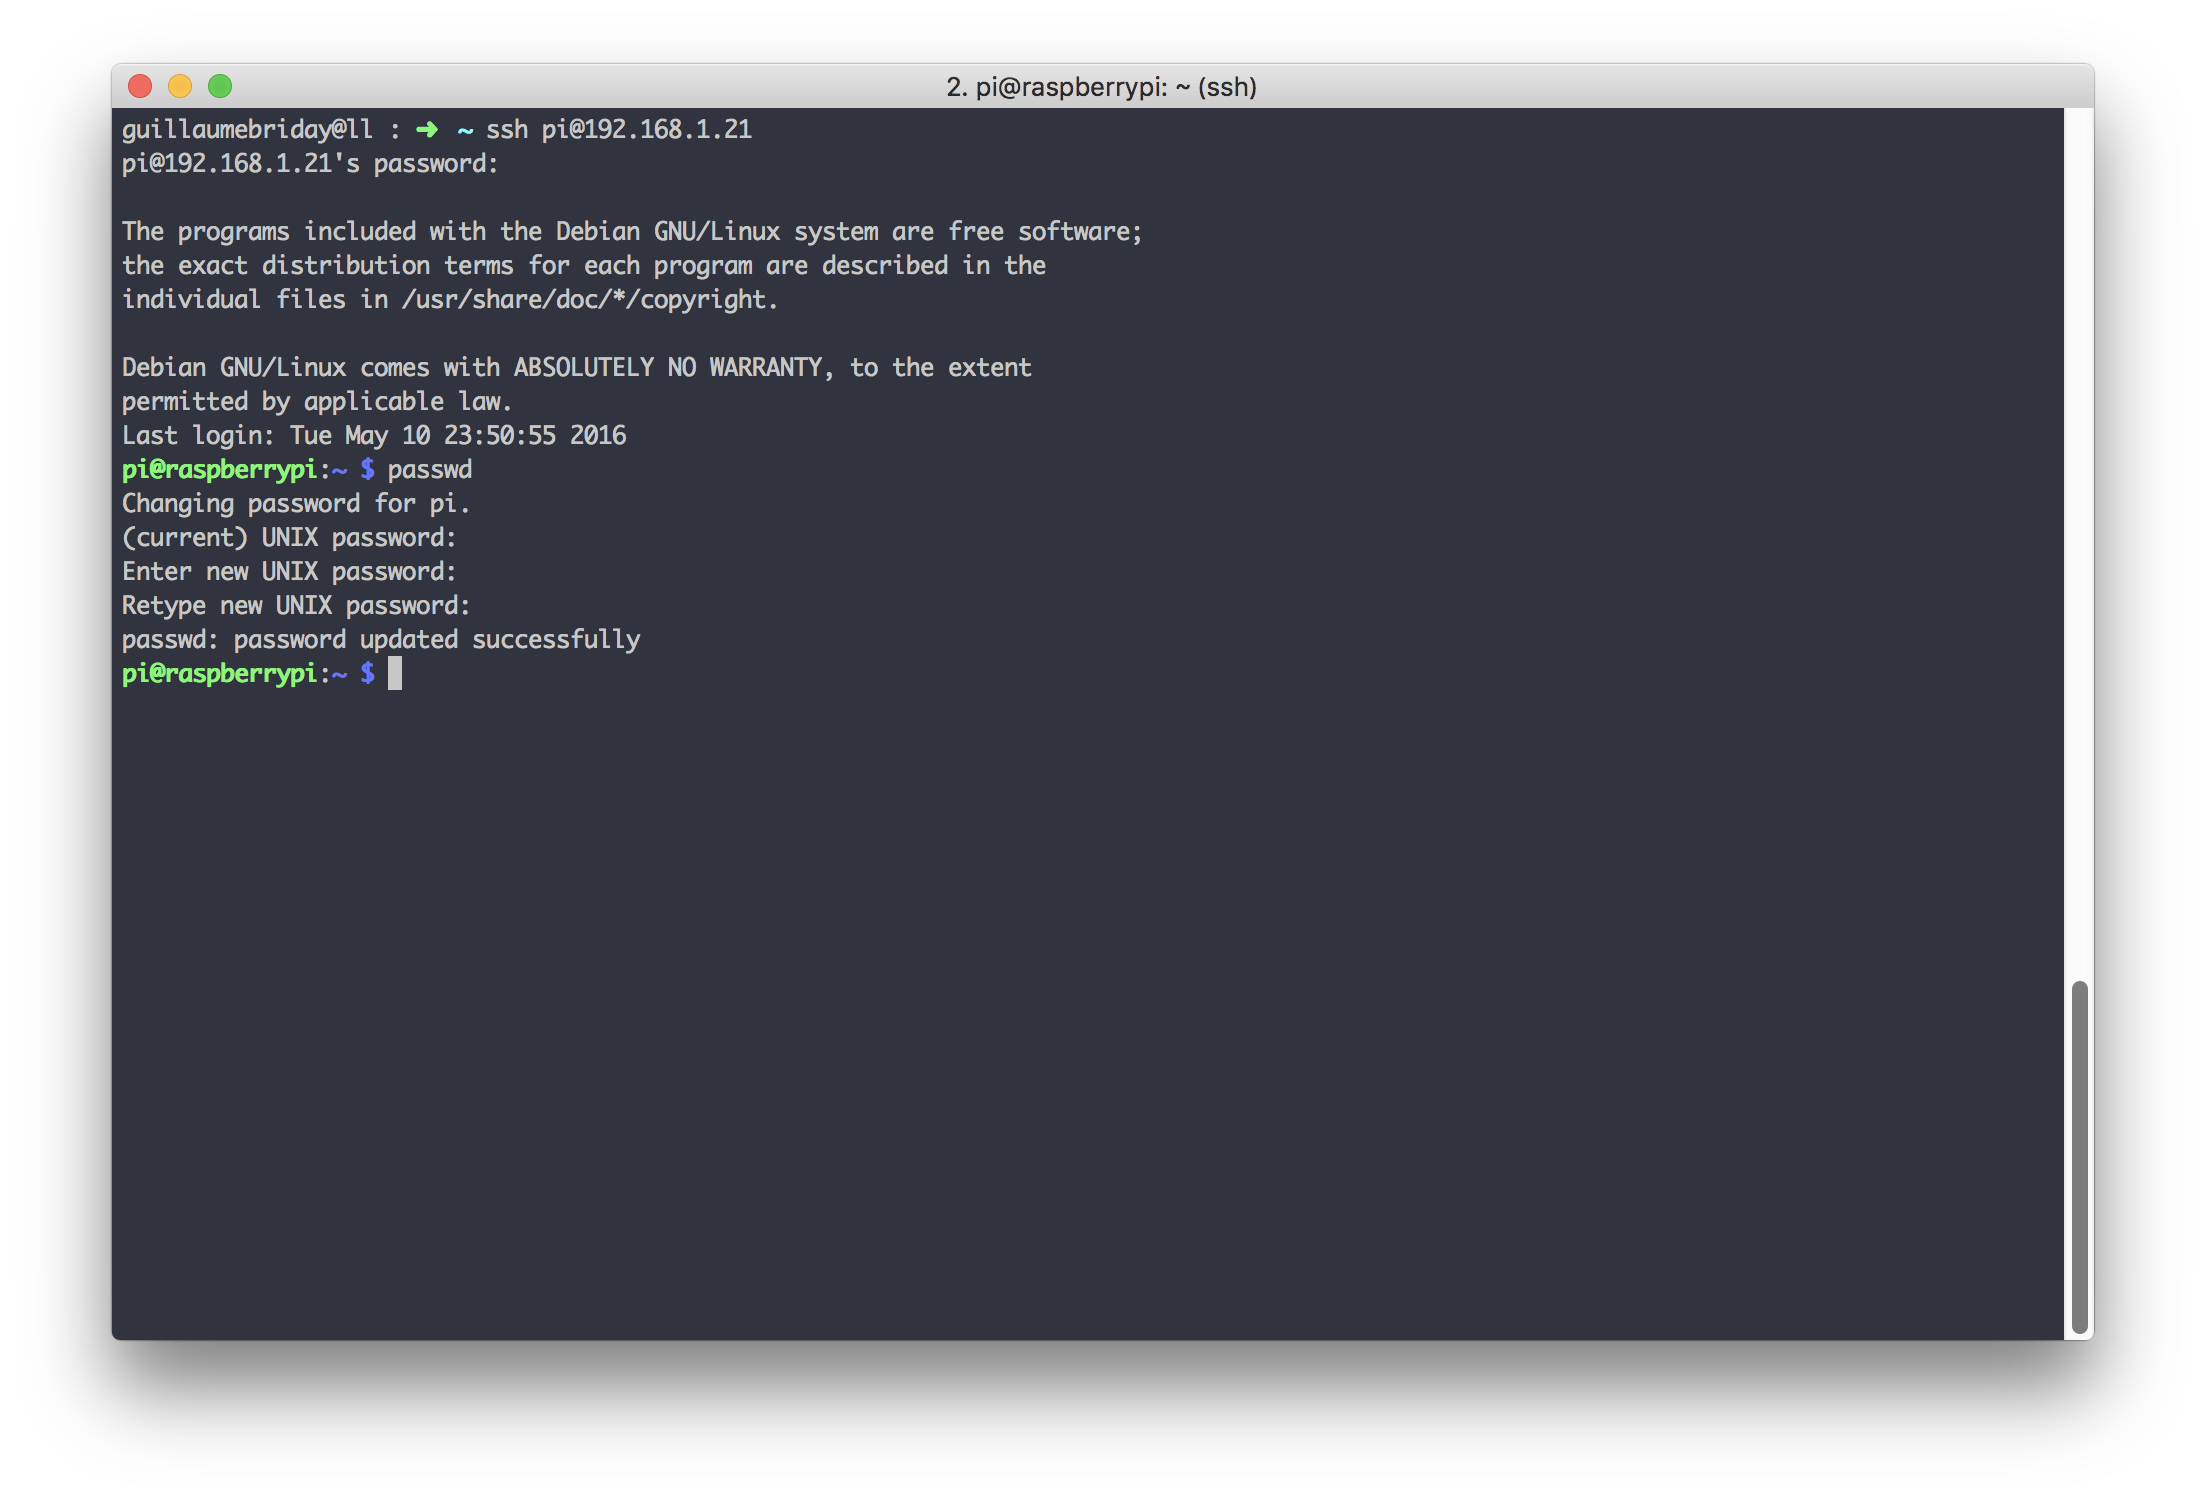 2. pi@raspberrypi: ~ (ssh)
guillaumebriday@ll : ➜ ~ ssh pi@192.168.1.21
pi@192.168.1.21's password:
The programs included with the Debian GNU/Linux system are free software;
the exact distribution terms for each program are described in the
individual files in /usr/share/doc/*/copyright.
Debian GNU/Linux comes with ABSOLUTELY NO WARRANTY, to the extent
permitted by applicable law.
Last login: Tue May 10 23:50:55 2016
pi@raspberrypi:~ $ passwd
Changing password for pi.
(current) UNIX password:
Enter new UNIX password:
Retype new UNIX password:
passwd: password updated successfully
pi@raspberrypi:~ $